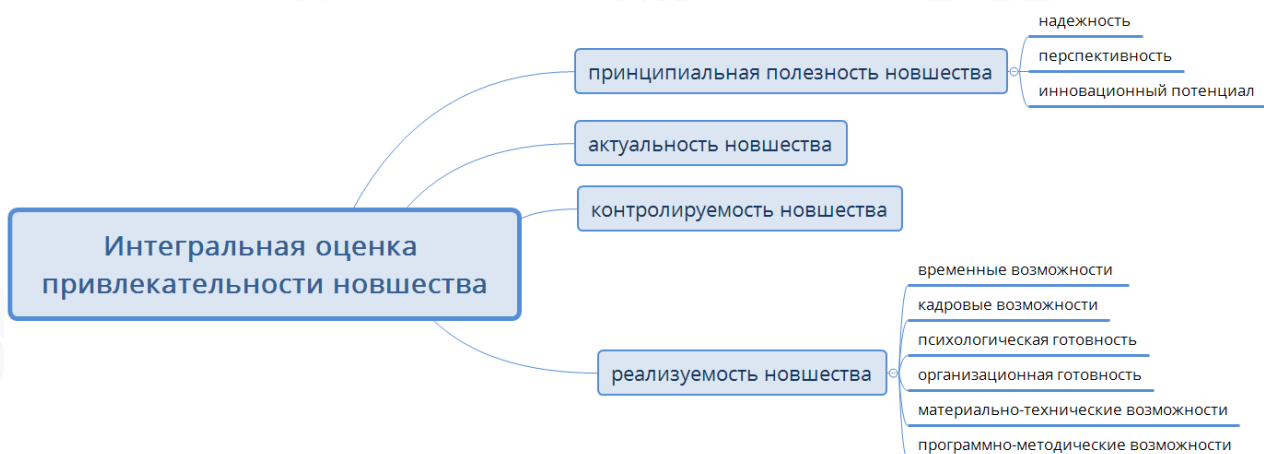 надежность
принципиальная полезность новшества
перспективность
инновационный потенциал
актуальность новшества
контролируемость новшества
Интегральная оценка
привлекательности новшества
временные возможности
кадровые возможности
психологическая готовность
реализуемость новшества
организационная готовность
материально-технические возможности
программно-методические возможности